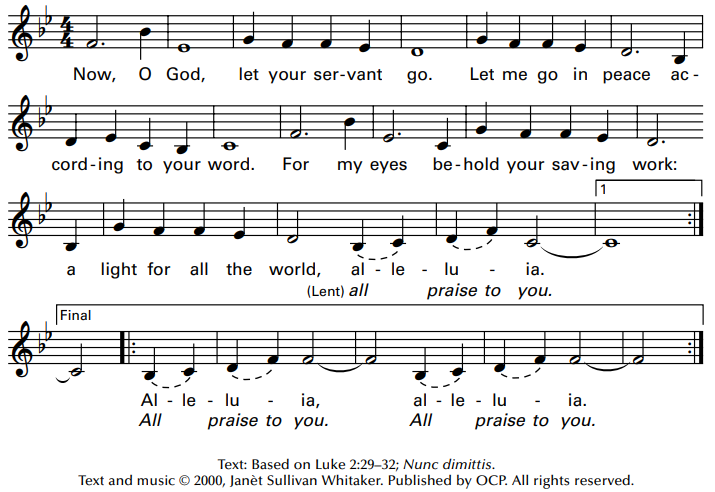 4
4
Now, O God, let your ser-vant go. Let me go in peace ac-
cord-ing to your word. For my eyes be-hold your sav-ing work:
1
a light for all the world, al - le - lu - ia.
(Lent) all praise to you.
Final
Al - le - lu - ia, al - le - lu - ia.
All praise to you. All praise to you.
Text: Based on Luke 2:29–32; Nunc dimittis.
Text and music © 2000, Janèt Sullivan Whitaker. Published by OCP. All rights reserved.